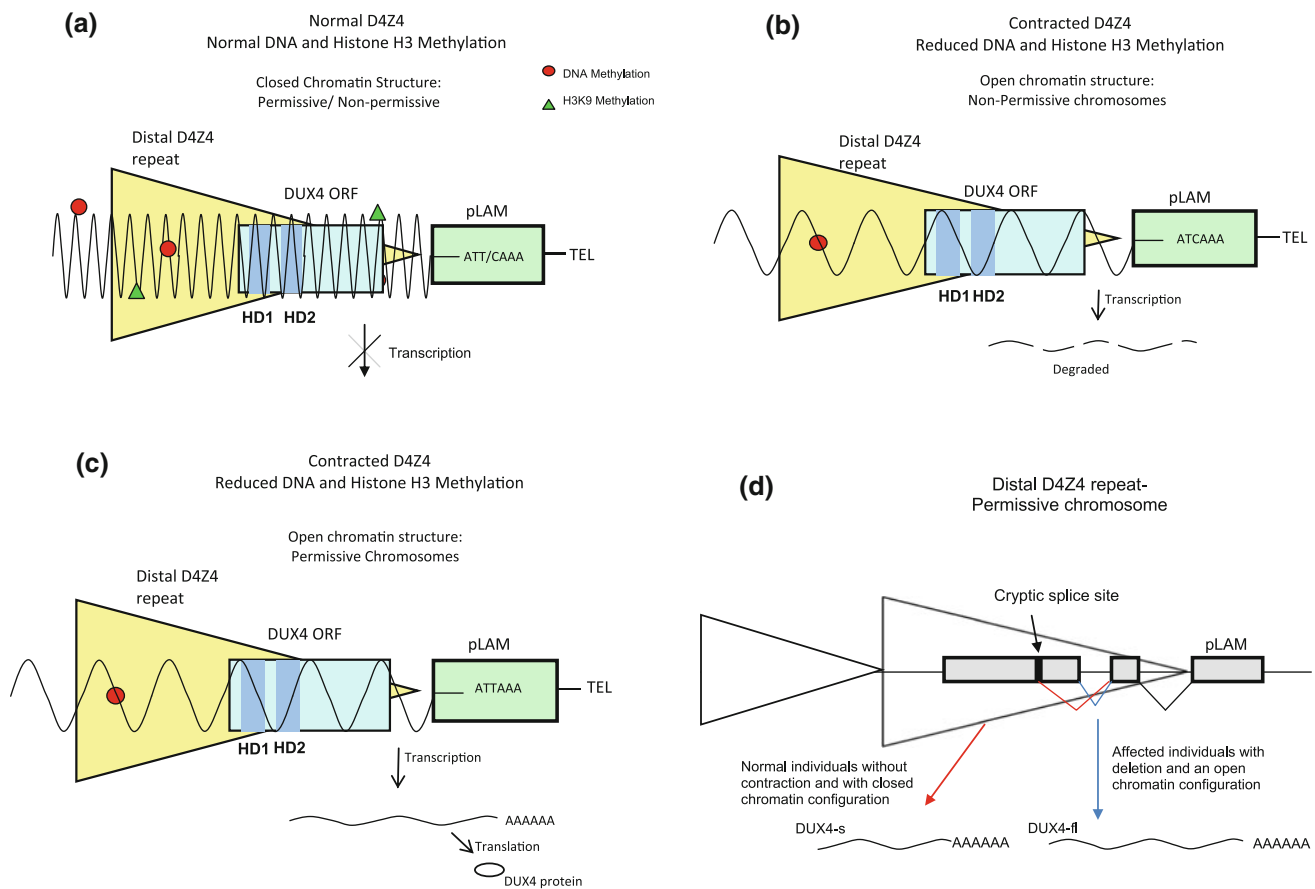 (a)
Normal D4Z4
Normal DNA and Histone H3 Methylation
Closed Chromatin Structure:
Permissive/ Non-permissive
DNA Methylation
H3K9 Methylation
Distal D4Z4
repeat
DUX4 ORF
pLAM
ATT/CAAA
TEL
HD1
HD2
Transcription
(b)
Contracted D4Z4
Reduced DNA and Histone H3 Methylation
Open chromatin structure:
Non-Permissive chromosomes
Distal D4Z4
repeat
DUX4 ORF
pLAM
ATCAAA
TEL
HD1 HD2
Transcription
Degraded
(c)
Contracted D4Z4
Reduced DNA and Histone H3 Methylation
Open chromatin structure:
Permissive Chromosomes
Distal D4Z4
repeat
DUX4 ORF
pLAM
ATTAAA
TEL
HD1 HD2
Transcription
AAAAAA
Translation
DUX4 protein
(d)
Distal D4Z4 repeat-
Permissive chromosome
Cryptic splice site
pLAM
Normal individuals without
contraction and with closed
chromatin configuration
Affected individuals with
deletion and an open
chromatin configuration
DUX4-s
AAAAAA
DUX4-fl
AAAAAA